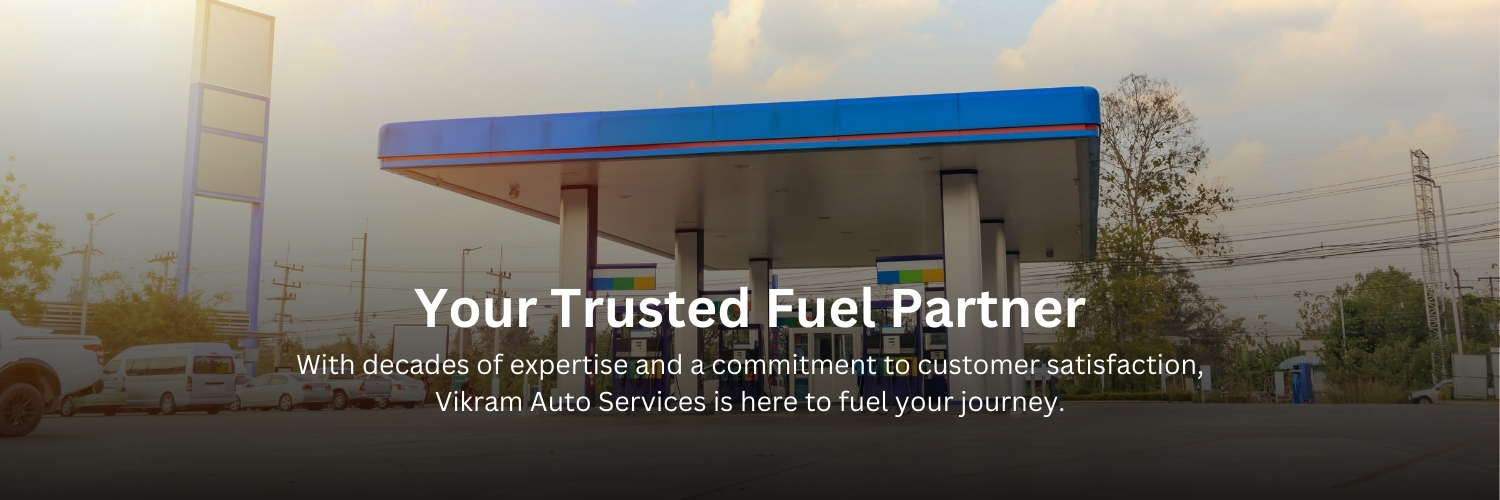 Your Trusted Fuel Partner
With decades of expertise and a commitment to customer satisfaction,
Vikram Auto Services is here to fuel your journey.